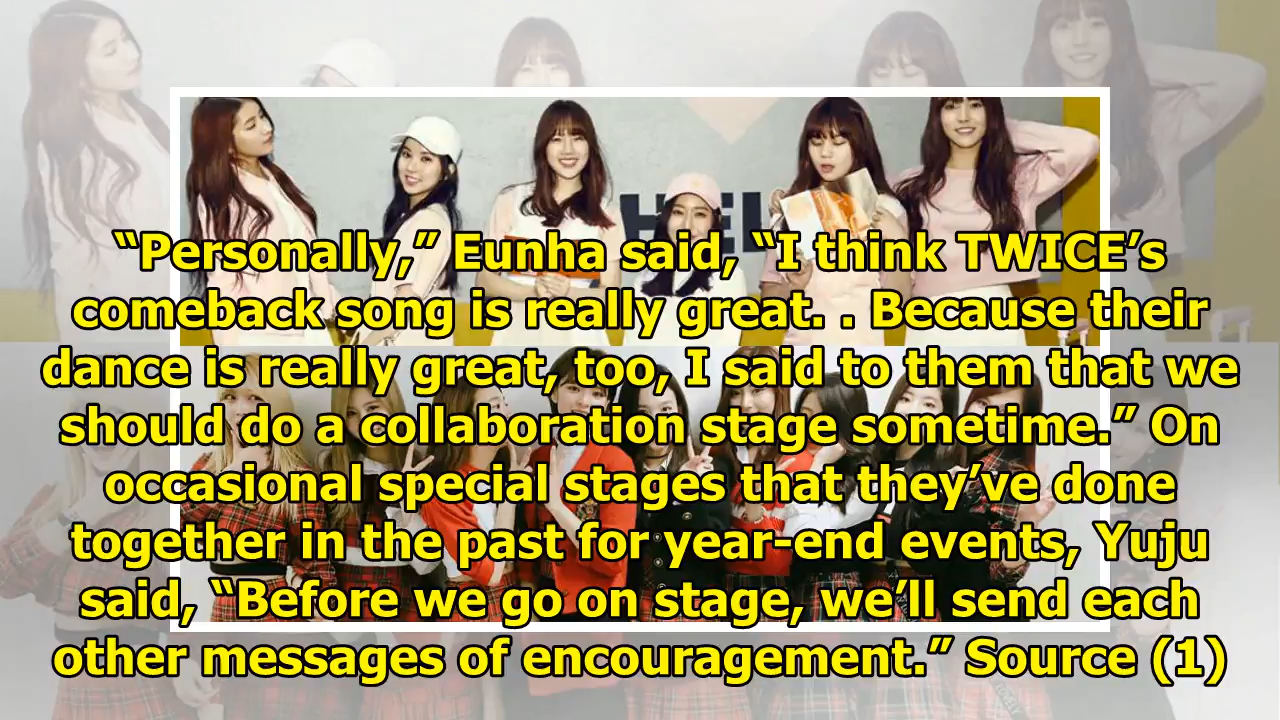 “Personally,” Eunha said, “I think TWICE’s
comeback song is really great. . Because their
dance is really great, too, I said to them that we
should do a collaboration stage sometime.” On
occasional special stages that they’ve done
together in the past for year-end events, Yuju
said, “Before we go on stage, we’ll send each
other messages of encouragement.” Source (1)